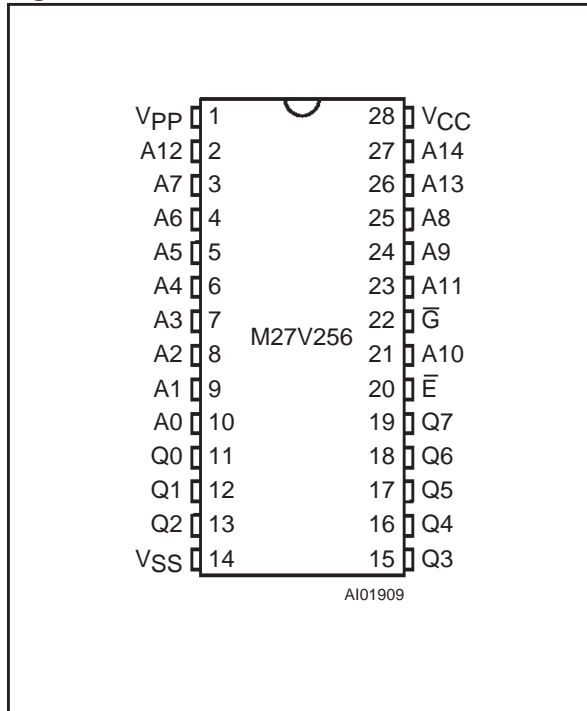 VPP 1 28 VCC
A12 2 27 A14
A7 3 26 A13
A6 4 25 A8
A5 5 24 A9
A4 6 23 A11
A3 7 22 G̅
M27V256
A2 8 21 A10
A1 9 20 E̅
A0 10 19 Q7
Q0 11 18 Q6
Q1 12 17 Q5
Q2 13 16 Q4
VSS 14 15 Q3
AI01909